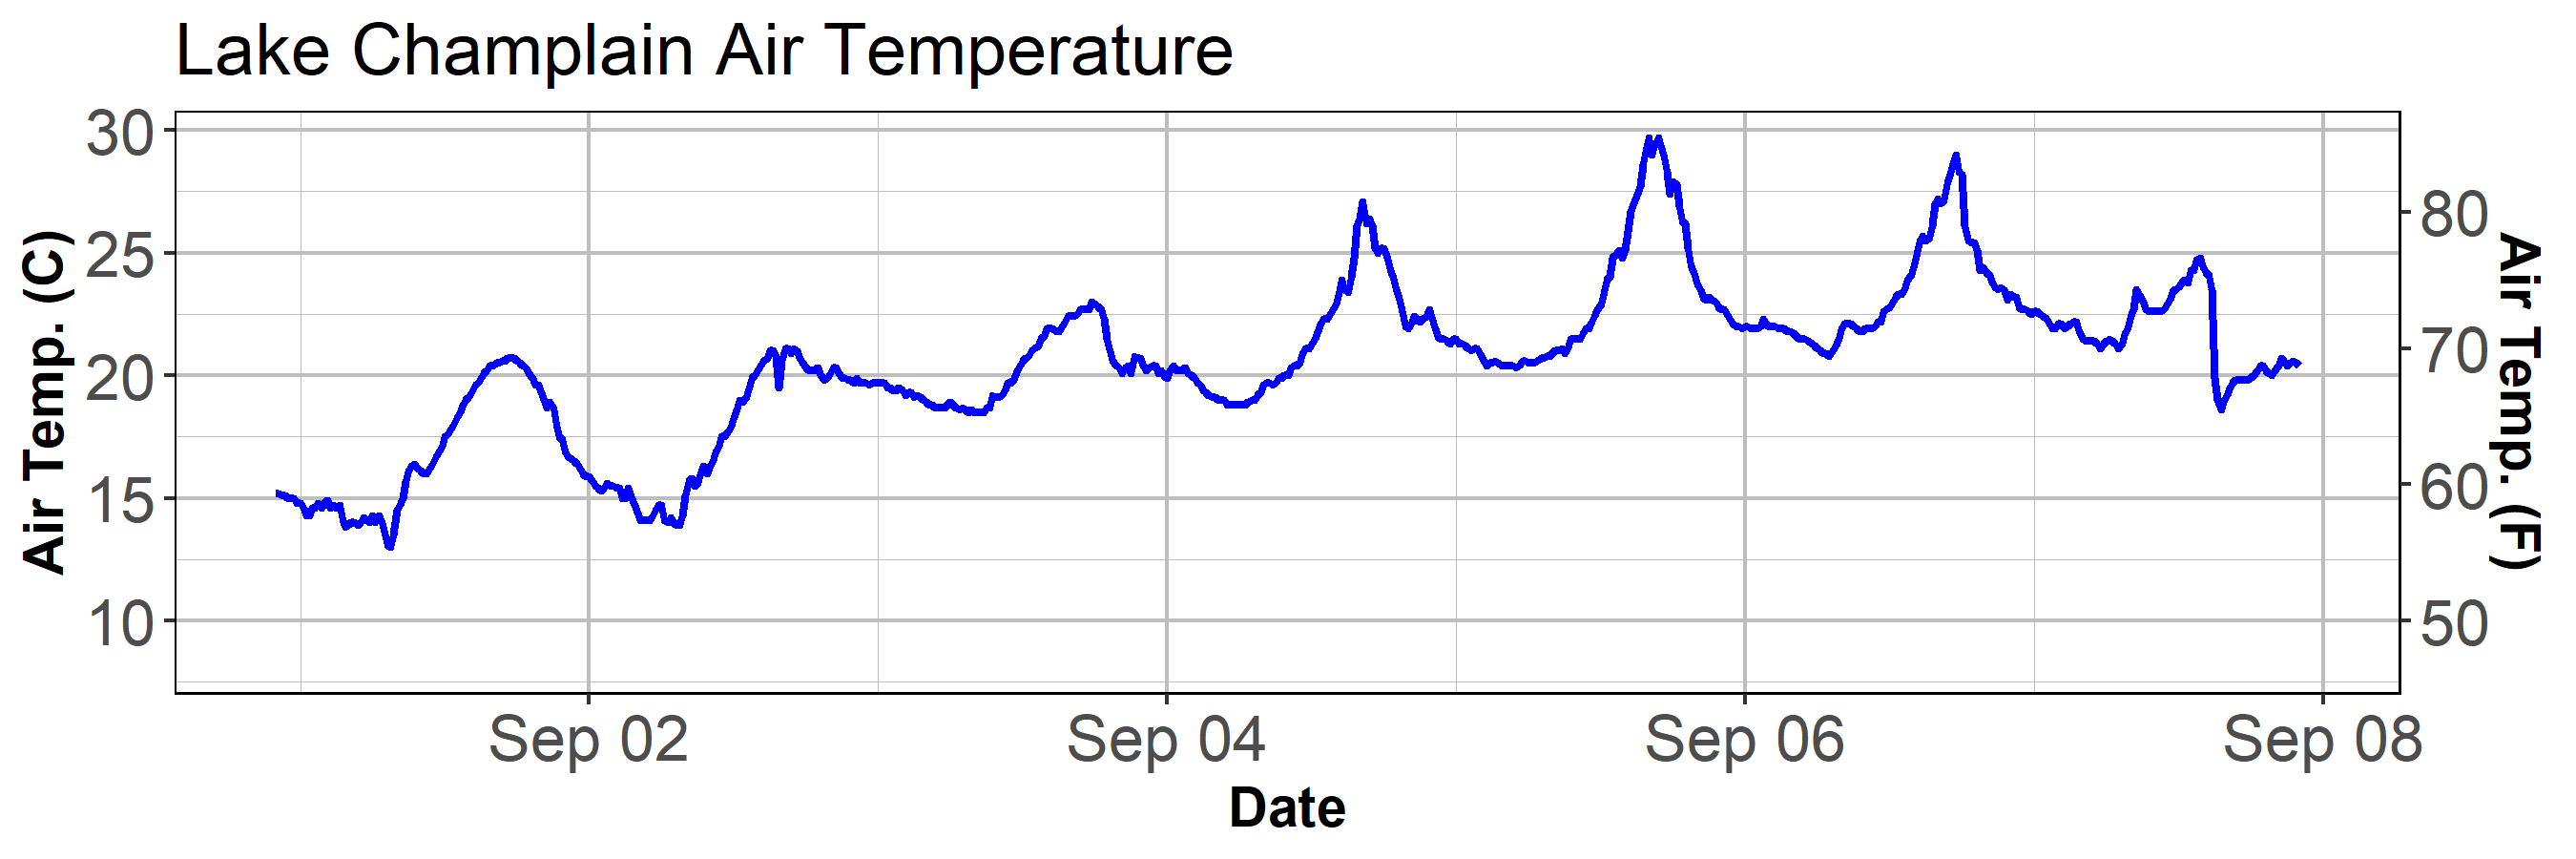 Lake Champlain Air Temperature
30
25
20
15
10
Air Temp. (C)
80
70
60
50
Air Temp. (F)
Sep 02 Sep 04 Sep 06 Sep 08
Date